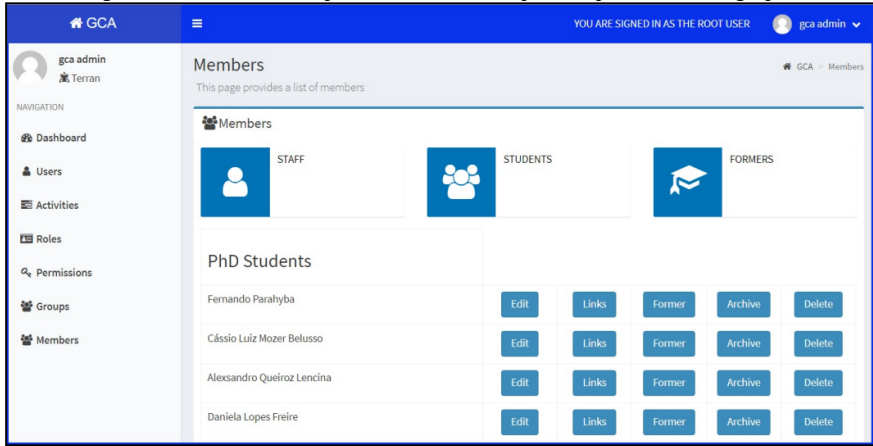 GCA
YOU ARE SIGNED IN AS THE ROOT USER
gca admin
gca admin
Terran
NAVIGATION
Dashboard
Users
Activities
Roles
Permissions
Groups
Members
Members
This page provides a list of members
GCA > Members
Members
STAFF
STUDENTS
FORMERS
PhD Students
Fernando Parahyba Edit Links Former Archive Delete
Cássio Luiz Mozer Belusso Edit Links Former Archive Delete
Alexsandro Queiroz Lencina Edit Links Former Archive Delete
Daniela Lopes Freire Edit Links Former Archive Delete